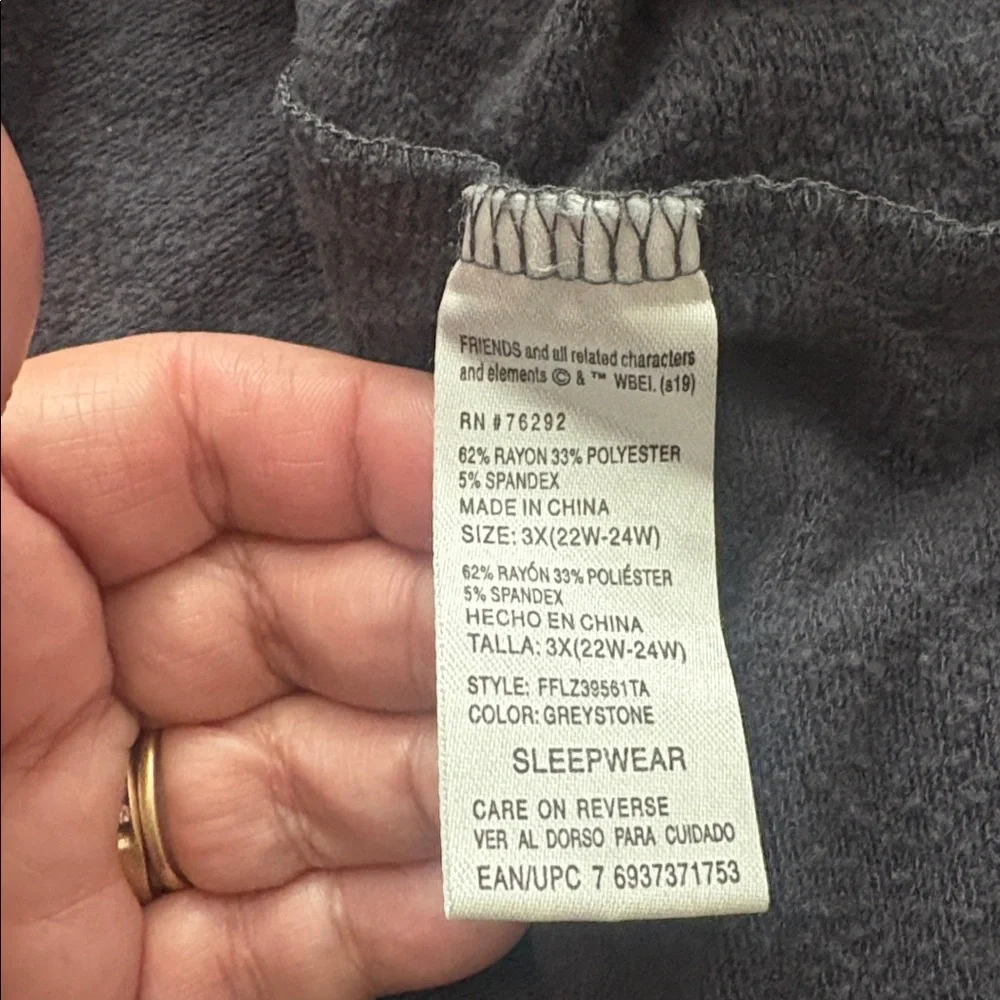 FRIENDS and all related characters
and elements © & ™ WBEI. (s19)
RN #76292
62% RAYON 33% POLYESTER
5% SPANDEX
MADE IN CHINA
SIZE: 3X(22W-24W)
62% RAYÓN 33% POLIÉSTER
5% SPANDEX
HECHO EN CHINA
TALLA: 3X(22W-24W)
STYLE: FFLZ39561TA
COLOR: GREYSTONE
SLEEPWEAR
CARE ON REVERSE
VER AL DORSO PARA CUIDADO
EAN/UPC 7 6937371753